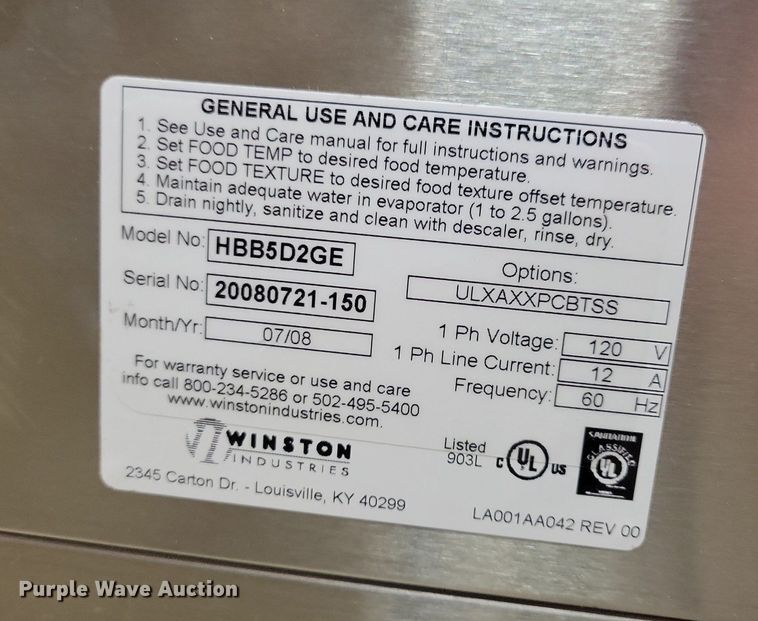 GENERAL USE AND CARE INSTRUCTIONS
1. See Use and Care manual for full instructions and warnings.
2. Set FOOD TEMP to desired food temperature.
3. Set FOOD TEXTURE to desired food texture offset temperature.
4. Maintain adequate water in evaporator (1 to 2.5 gallons).
5. Drain nightly, sanitize and clean with descaler, rinse, dry.
Model No: HBB5D2GE
Serial No: 20080721-150
Month/Yr: 07/08
Options:
ULXAXXPCBTSS
1 Ph Voltage: 120 V
1 Ph Line Current: 12 A
Frequency: 60 Hz
For warranty service or use and care
info call 800-234-5286 or 502-495-5400
www.winstonindustries.com.
WINSTON
INDUSTRIES
2345 Carton Dr. - Louisville, KY 40299
Listed
903L
C UL US
SANITATION
CLASSIFIED
UL
LA001AA042 REV 00
Purple Wave Auction